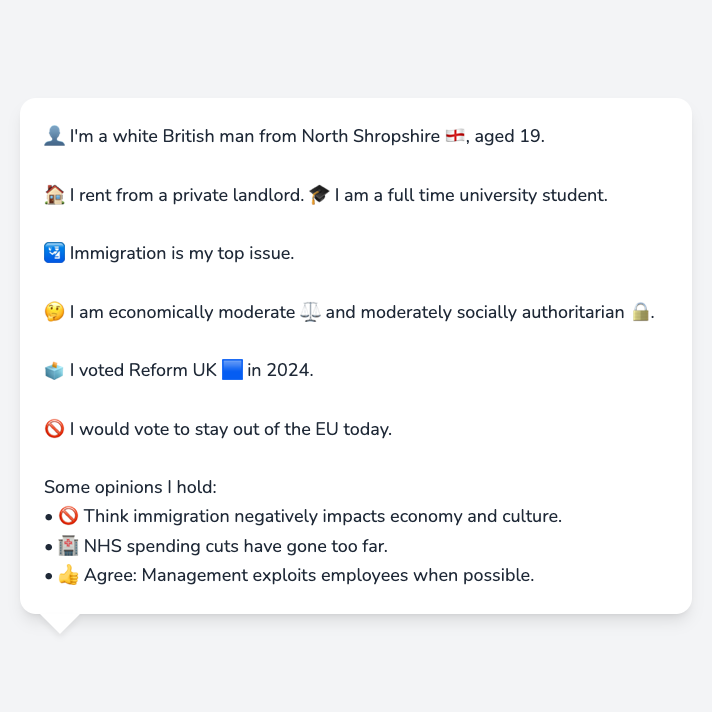 👤 I'm a white British man from North Shropshire 🏴󠁧󠁢󠁥󠁮󠁧󠁿, aged 19.
🏠 I rent from a private landlord. 🎓 I am a full time university student.
🛂 Immigration is my top issue.
🤔 I am economically moderate ⚖️ and moderately socially authoritarian 🔒.
🗳️ I voted Reform UK 🟦 in 2024.
🚫 I would vote to stay out of the EU today.
Some opinions I hold:
• 🚫 Think immigration negatively impacts economy and culture.
• 🏥 NHS spending cuts have gone too far.
• 👍 Agree: Management exploits employees when possible.